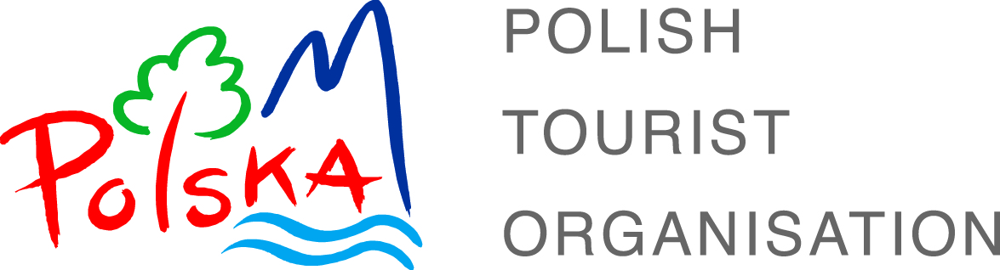 Polska
POLISH
TOURIST
ORGANISATION